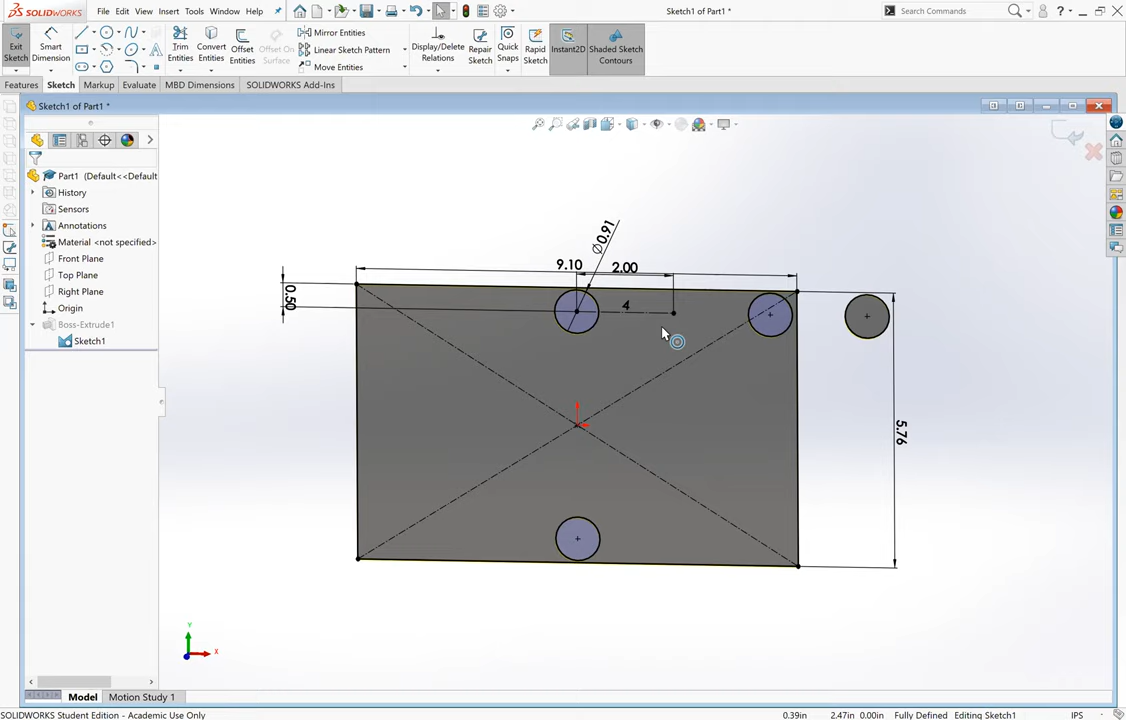 SOLIDWORKS File Edit View Insert Tools Window Help Sketch1 of Part1 * Search Commands ?
Exit Sketch
Smart Dimension
Trim Entities
Convert Entities
Offset Entities
Offset On Surface
Mirror Entities
Linear Sketch Pattern
Move Entities
Display/Delete Relations
Repair Sketch
Quick Snaps
Rapid Sketch
Instant2D
Shaded Sketch Contours
Features Sketch Markup Evaluate MBD Dimensions SOLIDWORKS Add-Ins
Sketch1 of Part1 *
Part1 (Default<<Default
History
Sensors
Annotations
Material <not specified>
Front Plane
Top Plane
Right Plane
Origin
Boss-Extrude1
Sketch1
∅0.91
9.10
2.00
0.50
4
5.76
Y
X
Model Motion Study 1
SOLIDWORKS Student Edition - Academic Use Only 0.39in 2.47in 0.00in Fully Defined Editing Sketch1 IPS